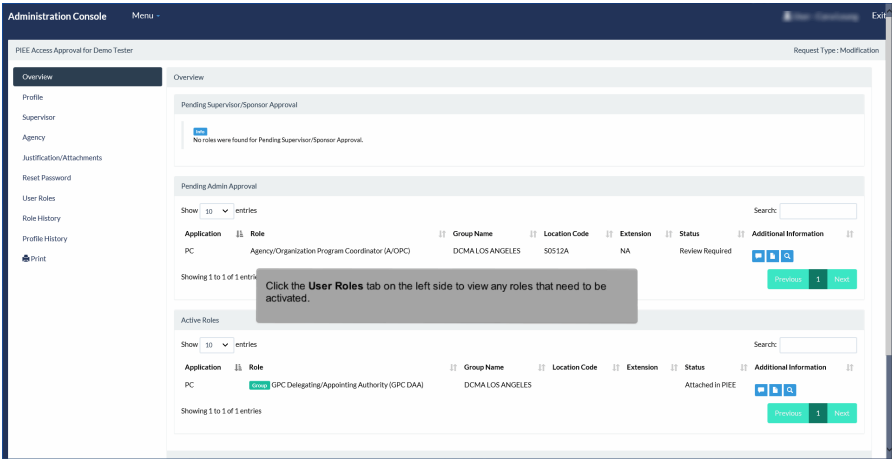 Administration Console Menu Exit
PIEE Access Approval for Demo Tester Request Type : Modification
Overview
Profile
Supervisor
Agency
Justification/Attachments
Reset Password
User Roles
Role History
Profile History
Print
Overview
Pending Supervisor/Sponsor Approval
Info
No roles were found for Pending Supervisor/Sponsor Approval.
Pending Admin Approval
Show 10 entries Search:
Application Role Group Name Location Code Extension Status Additional Information
PC Agency/Organization Program Coordinator (A/OPC) DCMA LOS ANGELES S0512A NA Review Required
Showing 1 to 1 of 1 entri Previous 1 Next
Click the User Roles tab on the left side to view any roles that need to be
activated.
Active Roles
Show 10 entries Search:
Application Role Group Name Location Code Extension Status Additional Information
PC Group GPC Delegating/Appointing Authority (GPC DAA) DCMA LOS ANGELES Attached in PIEE
Showing 1 to 1 of 1 entries Previous 1 Next